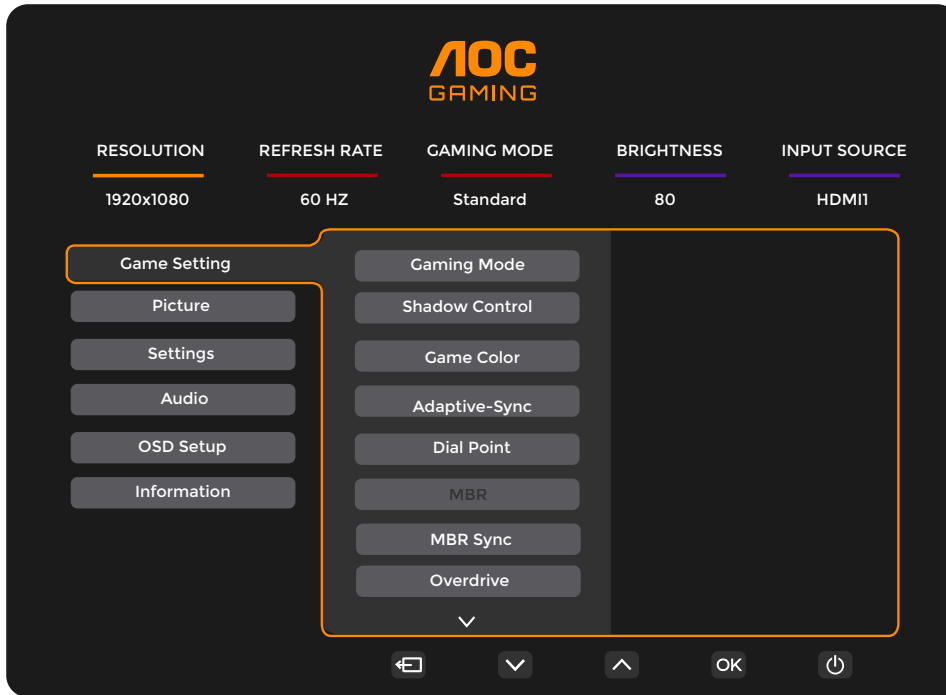 AOC
GAMING
RESOLUTION REFRESH RATE GAMING MODE BRIGHTNESS INPUT SOURCE
1920x1080 60 HZ Standard 80 HDMI1
Game Setting
Picture
Settings
Audio
OSD Setup
Information
Gaming Mode
Shadow Control
Game Color
Adaptive-Sync
Dial Point
MBR
MBR Sync
Overdrive
OK